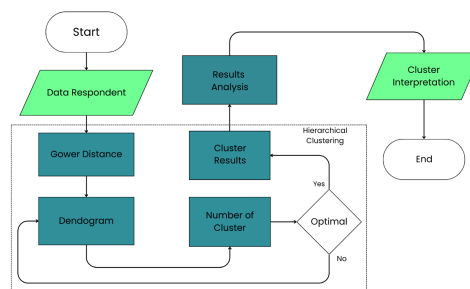 Start
Data Respondent
Gower Distance
Dendogram
Results
Analysis
Cluster
Results
Number of
Cluster
Hierarchical
Clustering
Yes
Optimal
No
Cluster
Interpretation
End